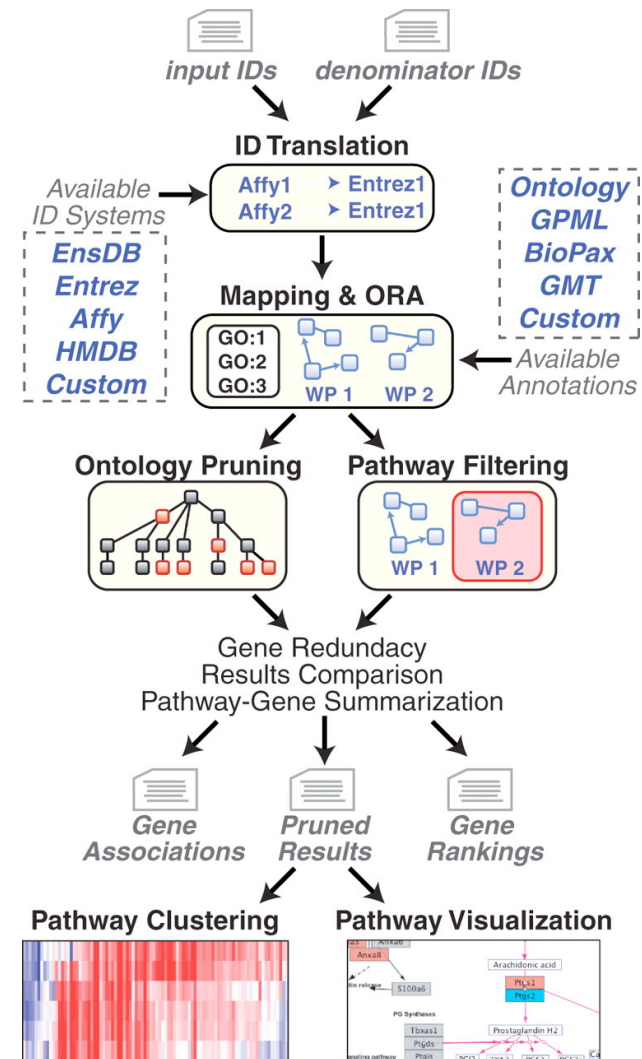 input IDs
denominator IDs
ID Translation
Affy1 Entrez1
Affy2 Entrez1
Available
ID Systems
EnsDB
Entrez
Affy
HMDB
Custom
Ontology
GPML
BioPax
GMT
Custom
Available
Annotations
Mapping & ORA
GO:1
GO:2
GO:3
WP 1
WP 2
Ontology Pruning
Pathway Filtering
WP 1
WP 2
Gene Redundacy
Results Comparison
Pathway-Gene Summarization
Gene
Associations
Pruned
Results
Gene
Rankings
Pathway Clustering
Pathway Visualization
Anxa6
Anxa8
S100a6
PG Synthases
Tbxas1
Ptgds
Ptgis
Arachidonic acid
Ptgs1
Ptgs2
Prostaglandin H2